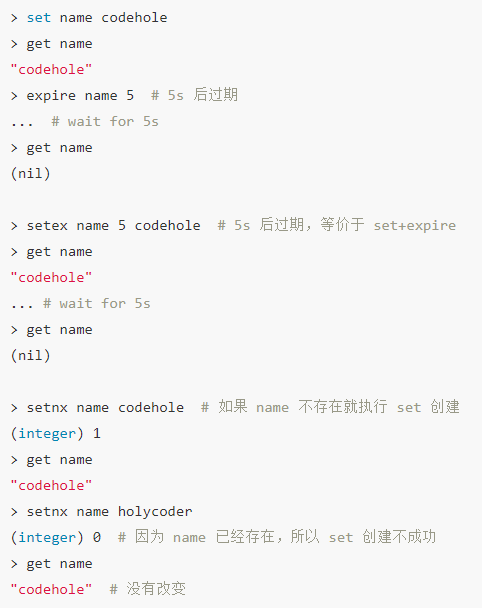 > set name codehole
> get name
"codehole"
> expire name 5  # 5s 后过期
...  # wait for 5s
> get name
(nil)
> setex name 5 codehole  # 5s 后过期，等价于 set+expire
> get name
"codehole"
... # wait for 5s
> get name
(nil)
> setnx name codehole  # 如果 name 不存在就执行 set 创建
(integer) 1
> get name
"codehole"
> setnx name holycoder
(integer) 0  # 因为 name 已经存在，所以 set 创建不成功
> get name
"codehole"  # 没有改变